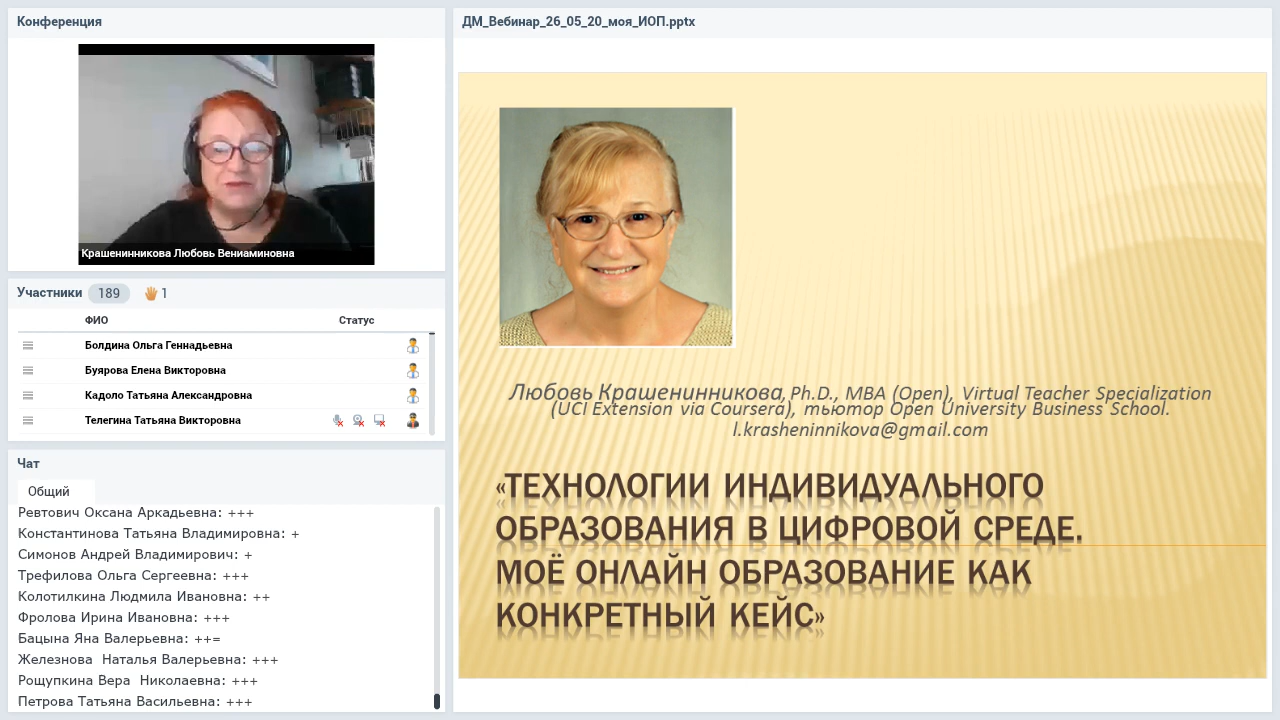 Конференция
Крашенинникова Любовь Вениаминовна
Участники 189 1
ФИО Статус
Болдина Ольга Геннадьевна
Буярова Елена Викторовна
Кадоло Татьяна Александровна
Телегина Татьяна Викторовна
Чат
Общий
Ревтович Оксана Аркадьевна: +++
Константинова Татьяна Владимировна: +
Симонов Андрей Владимирович: +
Трефилова Ольга Сергеевна: +++
Колотилкина Людмила Ивановна: ++
Фролова Ирина Ивановна: +++
Бацына Яна Валерьевна: ++=
Железнова  Наталья Валерьевна: +++
Рощупкина Вера  Николаевна: +++
Петрова Татьяна Васильевна: +++
ДМ_Вебинар_26_05_20_моя_ИОП.pptx
Любовь Крашенинникова, Ph.D., MBA (Open), Virtual Teacher Specialization
(UCI Extension via Coursera), тьютор Open University Business School.
l.krasheninnikova@gmail.com
«ТЕХНОЛОГИИ ИНДИВИДУАЛЬНОГО
ОБРАЗОВАНИЯ В ЦИФРОВОЙ СРЕДЕ.
МОЁ ОНЛАЙН ОБРАЗОВАНИЕ КАК
КОНКРЕТНЫЙ КЕЙС»